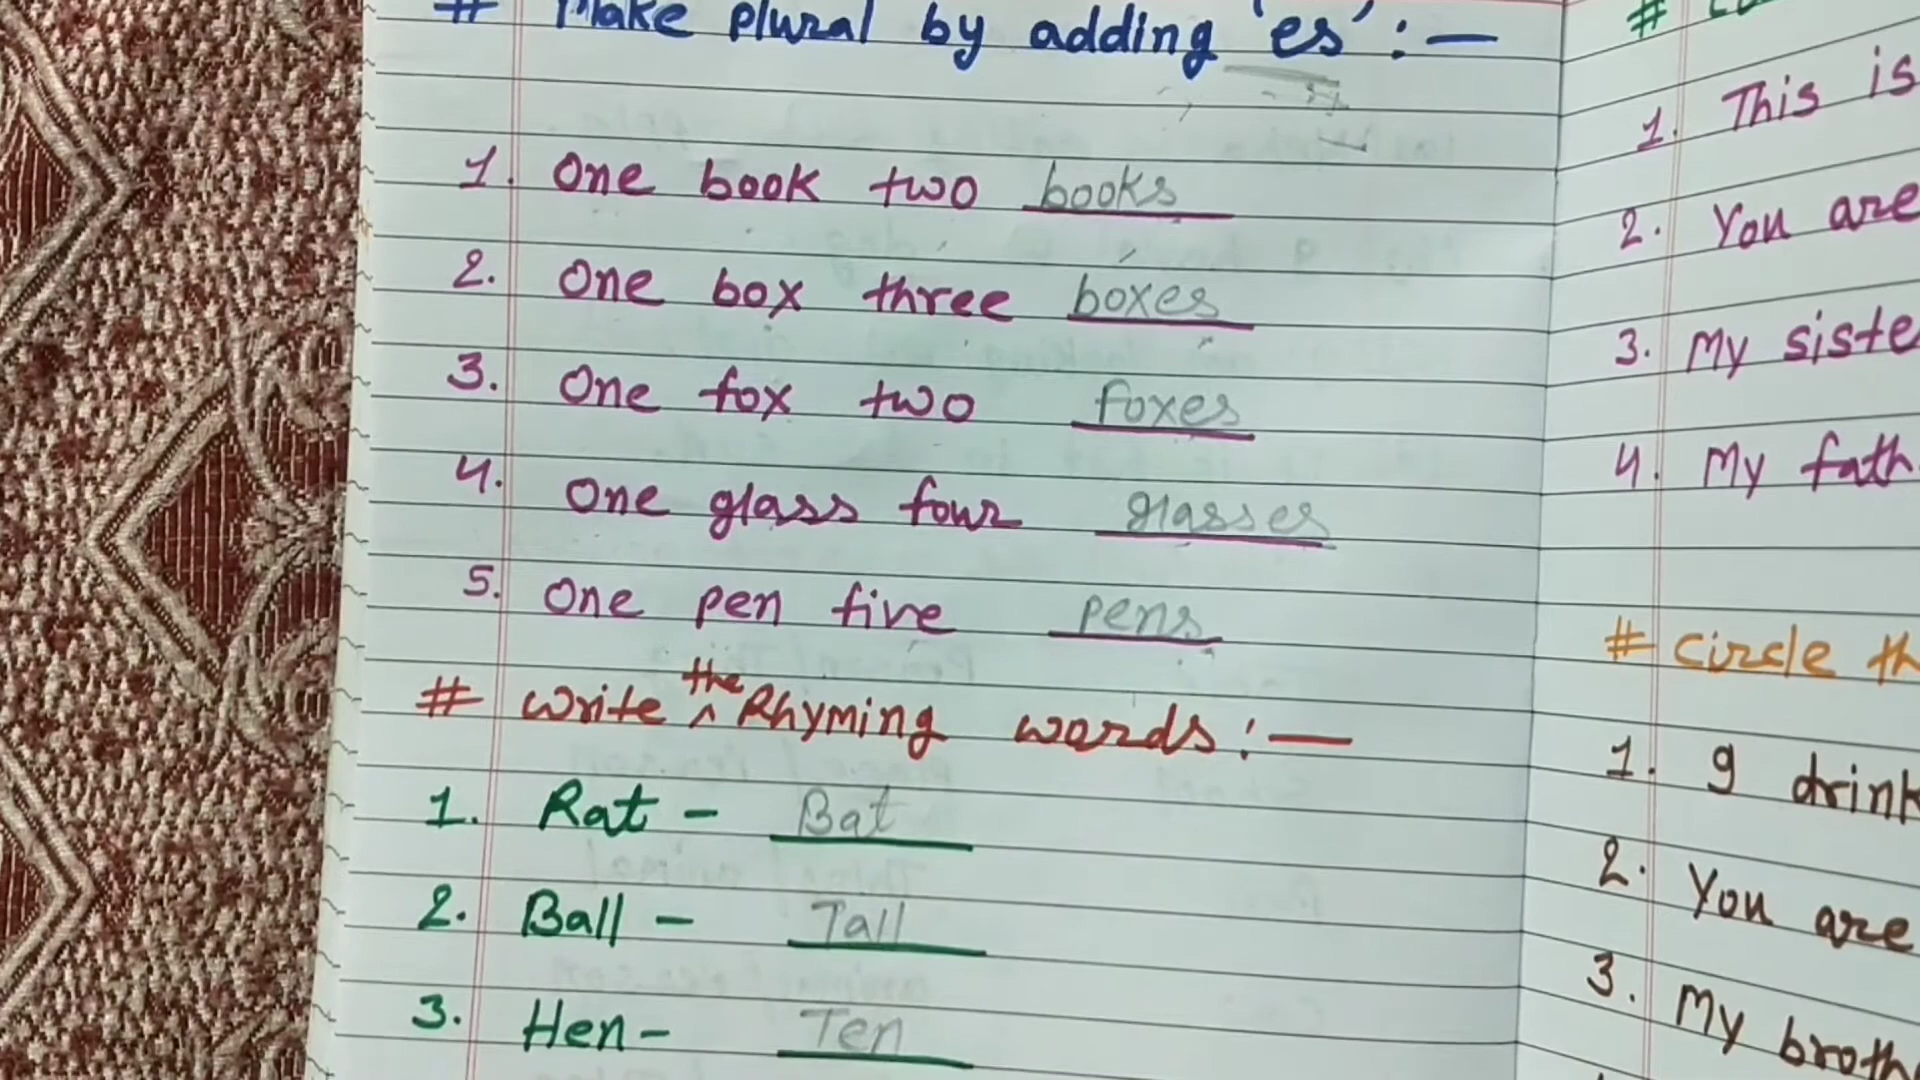 # Make plural by adding 'es' :-
1. One book two books
2. One box three boxes
3. One fox two foxes
4. One glass four glasses
5. One pen five pens
# Write the Rhyming words :-
1. Rat - Bat
2. Ball - Tall
3. Hen - Ten
#
1. This is
2. You are
3. My siste
4. My fath
# Circle th
1. I drink
2. You are
3. My broth